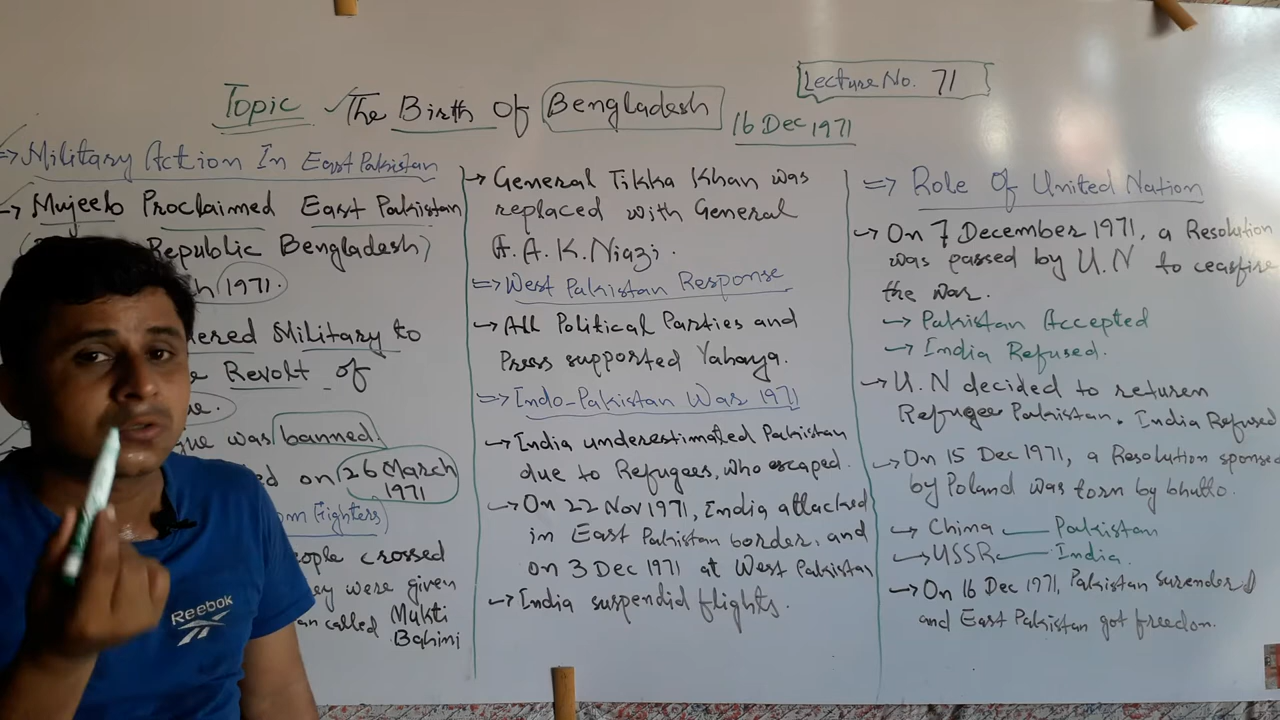 Lecture No. 71
Topic The Birth Of Bengladesh
16 Dec 1971
=> Military Action In East Pakistan
→ Mujeeb Proclaimed East Pakistan
Republic Bengladesh)
1971.
Military to
Revolt of
was banned.
on 26 March
1971
Fighters)
crossed
were given
called Mukti
Bahini
→ General Tikka Khan was
replaced with General
A.A.K. Niazi.
=> West Pakistan Response
→ All Political Parties and
Press supported Yahaya.
=> Indo-Pakistan War 1971
→ India underestimated Pakistan
due to Refugees, who escaped.
→ On 22 Nov 1971, India attacked
in East Pakistan border, and
on 3 Dec 1971 at West Pakistan
→ India suspendid flights.
=> Role Of United Nation
→ On 7 December 1971, a Resolution
was passed by U.N to ceasfire
the war.
→ Pakistan Accepted
→ India Refused.
→ U.N decided to returen
Refugee Pakistan. India Refused
→ On 15 Dec 1971, a Resolution sponsed
by Poland was torn by bhutto.
→ China — Pakistan
→ USSR — India
→ On 16 Dec 1971, Pakistan surender
and East Pakistan got freedom.
Reebok